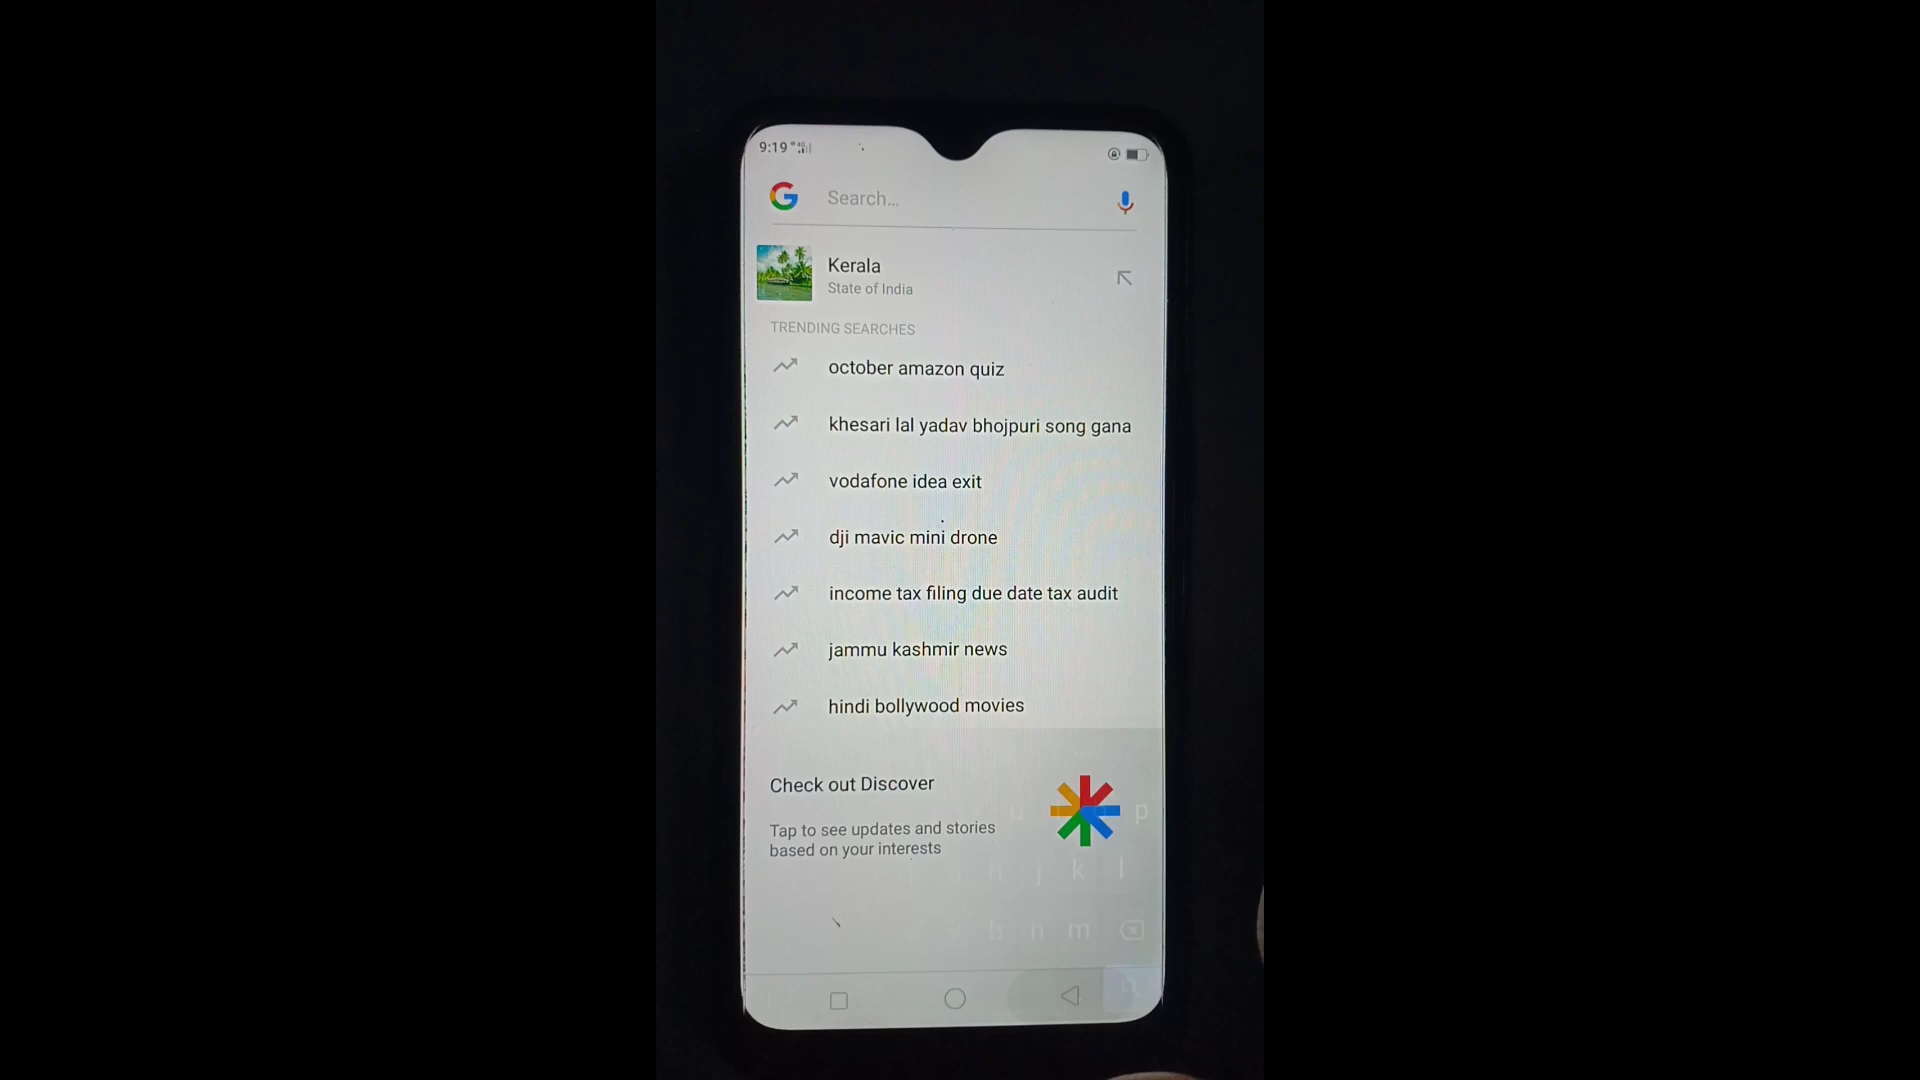 9:19
Search...
Kerala
State of India
TRENDING SEARCHES
october amazon quiz
khesari lal yadav bhojpuri song gana
vodafone idea exit
dji mavic mini drone
income tax filing due date tax audit
jammu kashmir news
hindi bollywood movies
Check out Discover
Tap to see updates and stories
based on your interests
u p
h j k l
v b n m